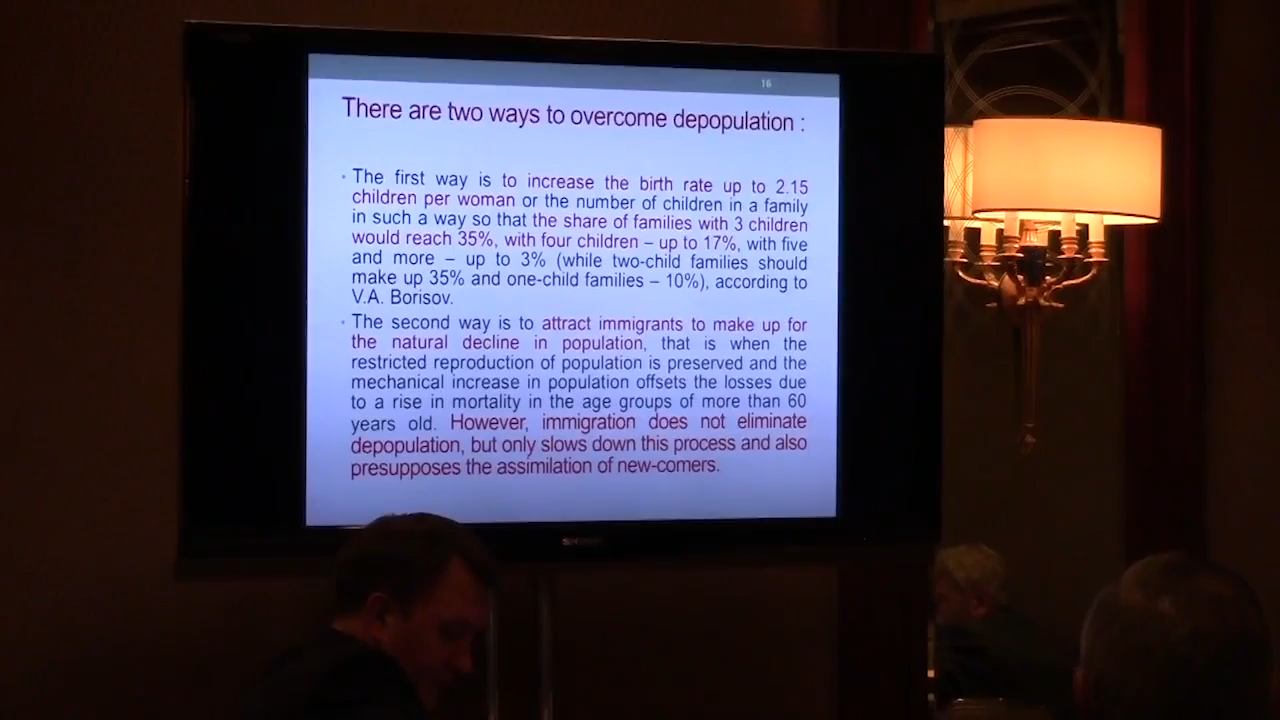 16
There are two ways to overcome depopulation :
• The first way is to increase the birth rate up to 2.15
children per woman or the number of children in a family
in such a way so that the share of families with 3 children
would reach 35%, with four children – up to 17%, with five
and more – up to 3% (while two-child families should
make up 35% and one-child families – 10%), according to
V.A. Borisov.
• The second way is to attract immigrants to make up for
the natural decline in population, that is when the
restricted reproduction of population is preserved and the
mechanical increase in population offsets the losses due
to a rise in mortality in the age groups of more than 60
years old. However, immigration does not eliminate
depopulation, but only slows down this process and also
presupposes the assimilation of new-comers.